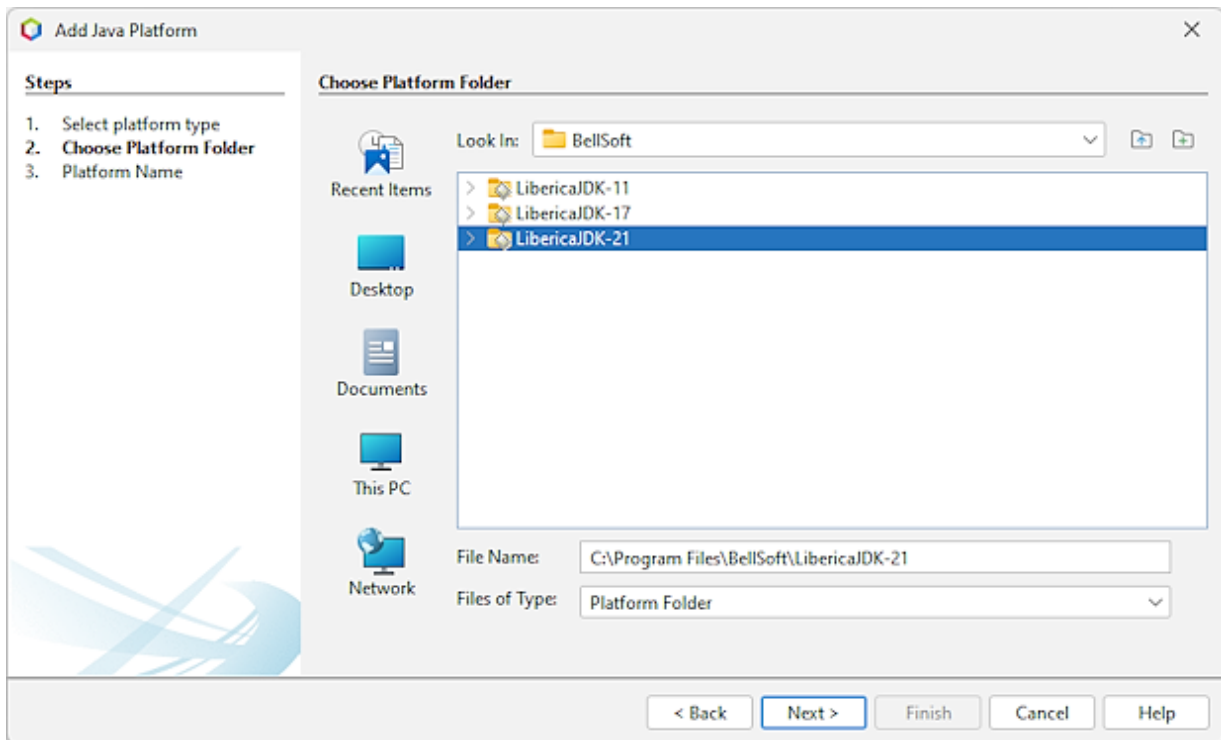 Add Java Platform
Steps
1. Select platform type
2. Choose Platform Folder
3. Platform Name
Choose Platform Folder
Look In: BellSoft
Recent Items
Desktop
Documents
This PC
Network
LibericaJDK-11
LibericaJDK-17
LibericaJDK-21
File Name: C:\Program Files\BellSoft\LibericaJDK-21
Files of Type: Platform Folder
< Back Next > Finish Cancel Help